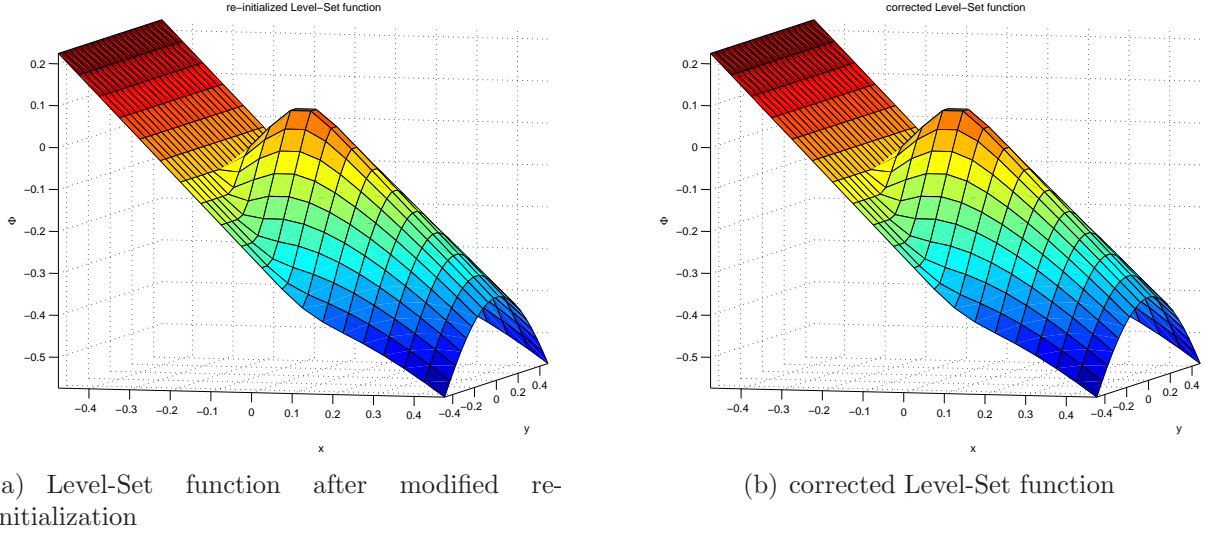 re−initialized Level−Set function
0.2
0.1
0
−0.1
−0.2
−0.3
−0.4
−0.5
Φ
−0.4 −0.3 −0.2 −0.1 0 0.1 0.2 0.3 0.4
x
−0.4 −0.2 0 0.2 0.4
y
a) Level-Set function after modified re-
nitialization
corrected Level−Set function
0.2
0.1
0
−0.1
−0.2
−0.3
−0.4
−0.5
Φ
−0.4 −0.3 −0.2 −0.1 0 0.1 0.2 0.3 0.4
x
−0.4 −0.2 0 0.2 0.4
y
(b) corrected Level-Set function